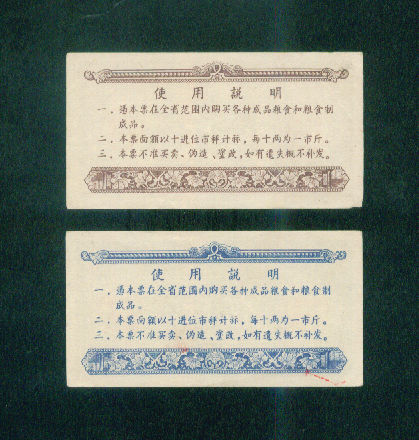 使用説明
一．憑本票在全省范围内购买各种成品粮食和粮食制
成品。
二．本票面额以十进位市秤计标，每十两为一市斤。
三．本票不准买卖、伪造、窜改，如有遗失概不补发。
使用説明
一．憑本票在全省范围内购买各种成品粮食和粮食制
成品。
二．本票面额以十进位市秤计标，每十两为一市斤。
三．本票不准买卖、伪造、窜改，如有遗失概不补发。